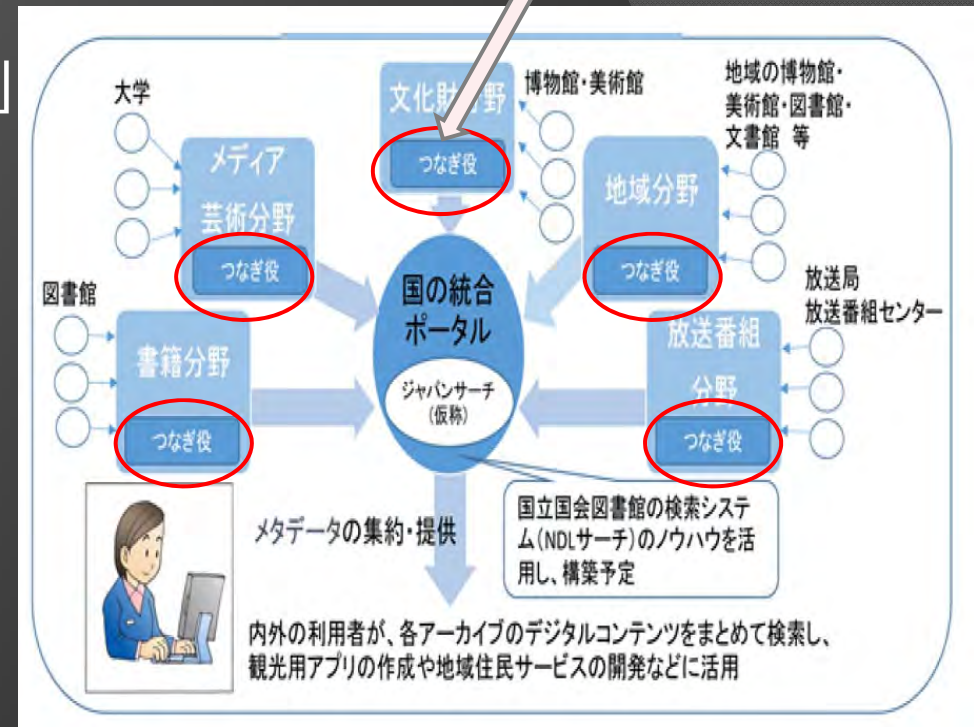 」
大学
文化財分野
つなぎ役
博物館・美術館
地域の博物館・
美術館・図書館・
文書館 等
メディア
芸術分野
つなぎ役
地域分野
つなぎ役
図書館
書籍分野
つなぎ役
国の統合
ポータル
ジャパンサーチ
(仮称)
放送局
放送番組センター
放送番組
分野
つなぎ役
メタデータの集約・提供
国立国会図書館の検索システ
ム(NDLサーチ)のノウハウを活
用し、構築予定
内外の利用者が、各アーカイブのデジタルコンテンツをまとめて検索し、
観光用アプリの作成や地域住民サービスの開発などに活用